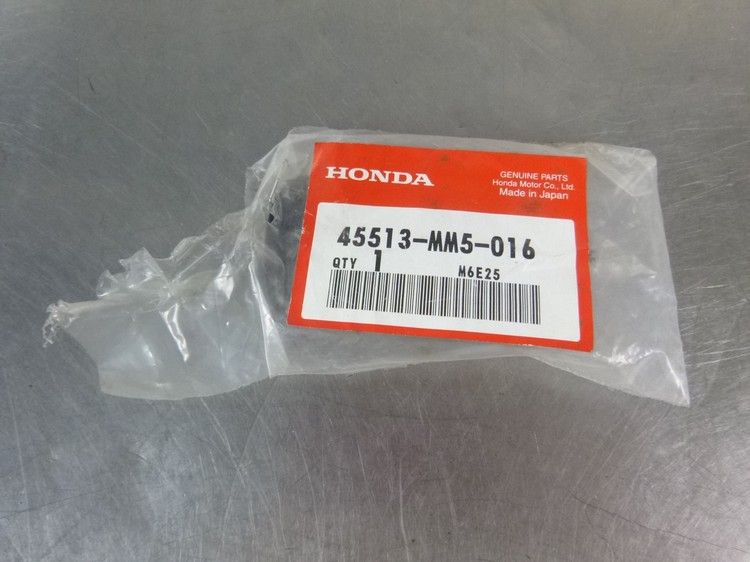 HONDA
GENUINE PARTS
Honda Motor Co., Ltd.
Made in Japan
45513-MM5-016
QTY 1 M6E25